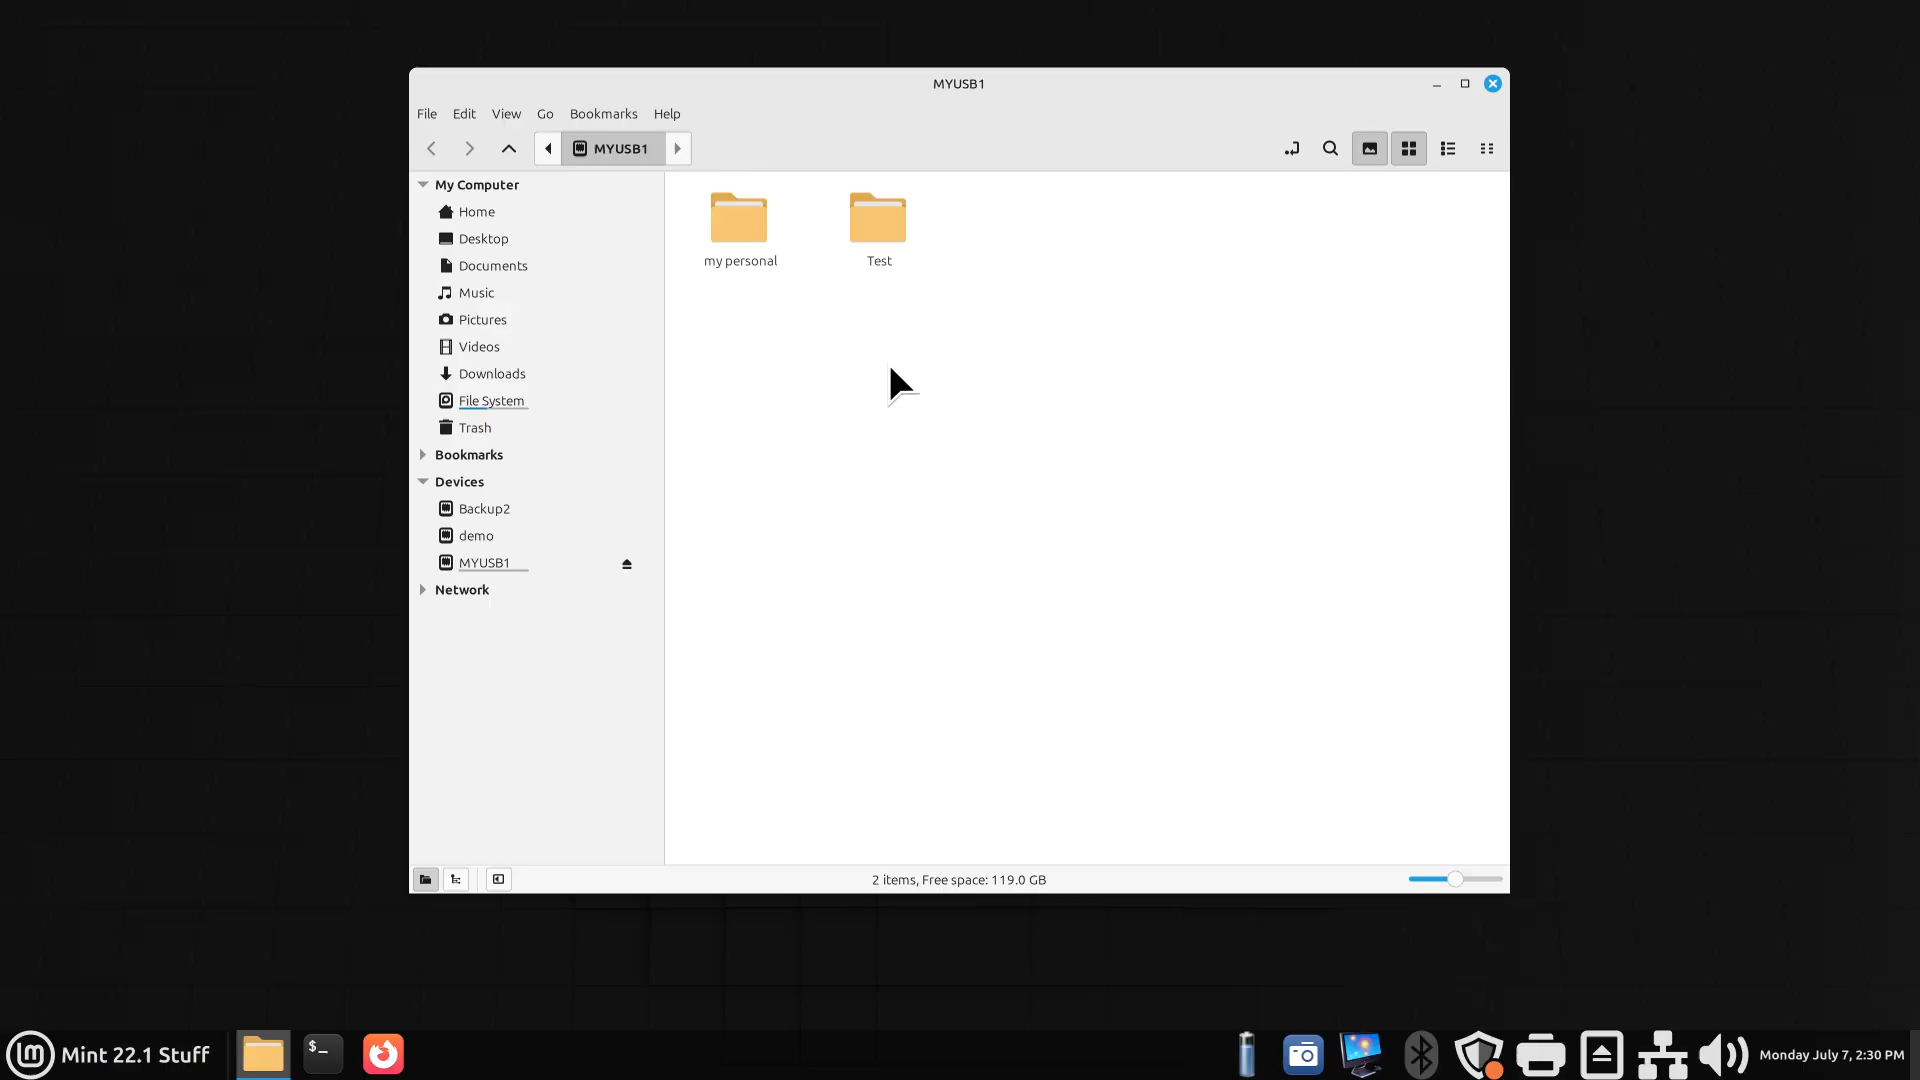 MYUSB1
File Edit View Go Bookmarks Help
MYUSB1
My Computer
Home
Desktop
Documents
Music
Pictures
Videos
Downloads
File System
Trash
Bookmarks
Devices
Backup2
demo
MYUSB1
Network
my personal
Test
2 items, Free space: 119.0 GB
Mint 22.1 Stuff
$_
Monday July 7, 2:30 PM